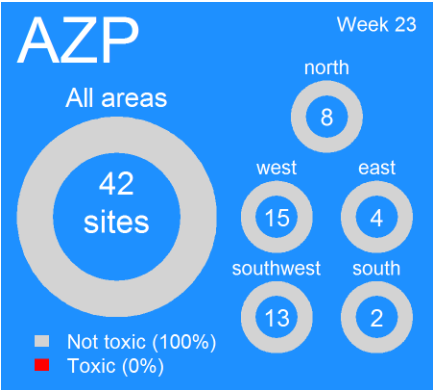 AZP
Week 23
All areas
42
sites
north
8
west
15
east
4
southwest
13
south
2
Not toxic (100%)
Toxic (0%)